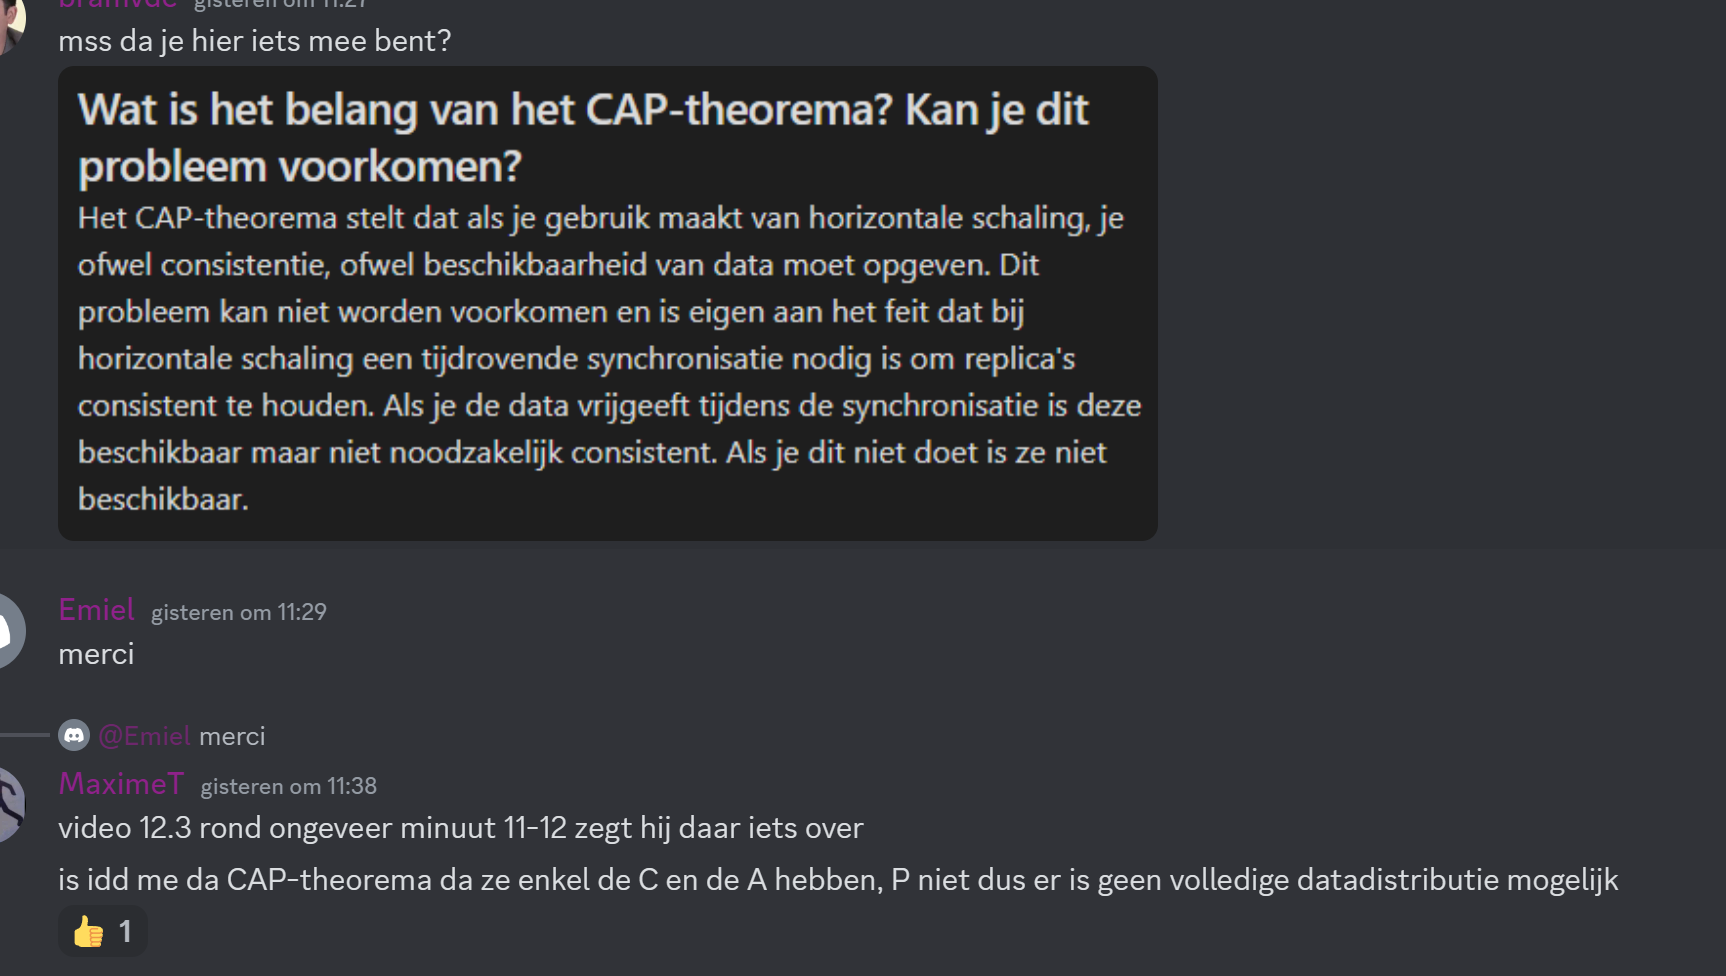 bramvdc gisteren om 11:27
mss da je hier iets mee bent?
Wat is het belang van het CAP-theorema? Kan je dit
probleem voorkomen?
Het CAP-theorema stelt dat als je gebruik maakt van horizontale schaling, je
ofwel consistentie, ofwel beschikbaarheid van data moet opgeven. Dit
probleem kan niet worden voorkomen en is eigen aan het feit dat bij
horizontale schaling een tijdrovende synchronisatie nodig is om replica's
consistent te houden. Als je de data vrijgeeft tijdens de synchronisatie is deze
beschikbaar maar niet noodzakelijk consistent. Als je dit niet doet is ze niet
beschikbaar.
Emiel gisteren om 11:29
merci
@Emiel merci
MaximeT gisteren om 11:38
video 12.3 rond ongeveer minuut 11-12 zegt hij daar iets over
is idd me da CAP-theorema da ze enkel de C en de A hebben, P niet dus er is geen volledige datadistributie mogelijk
👍 1